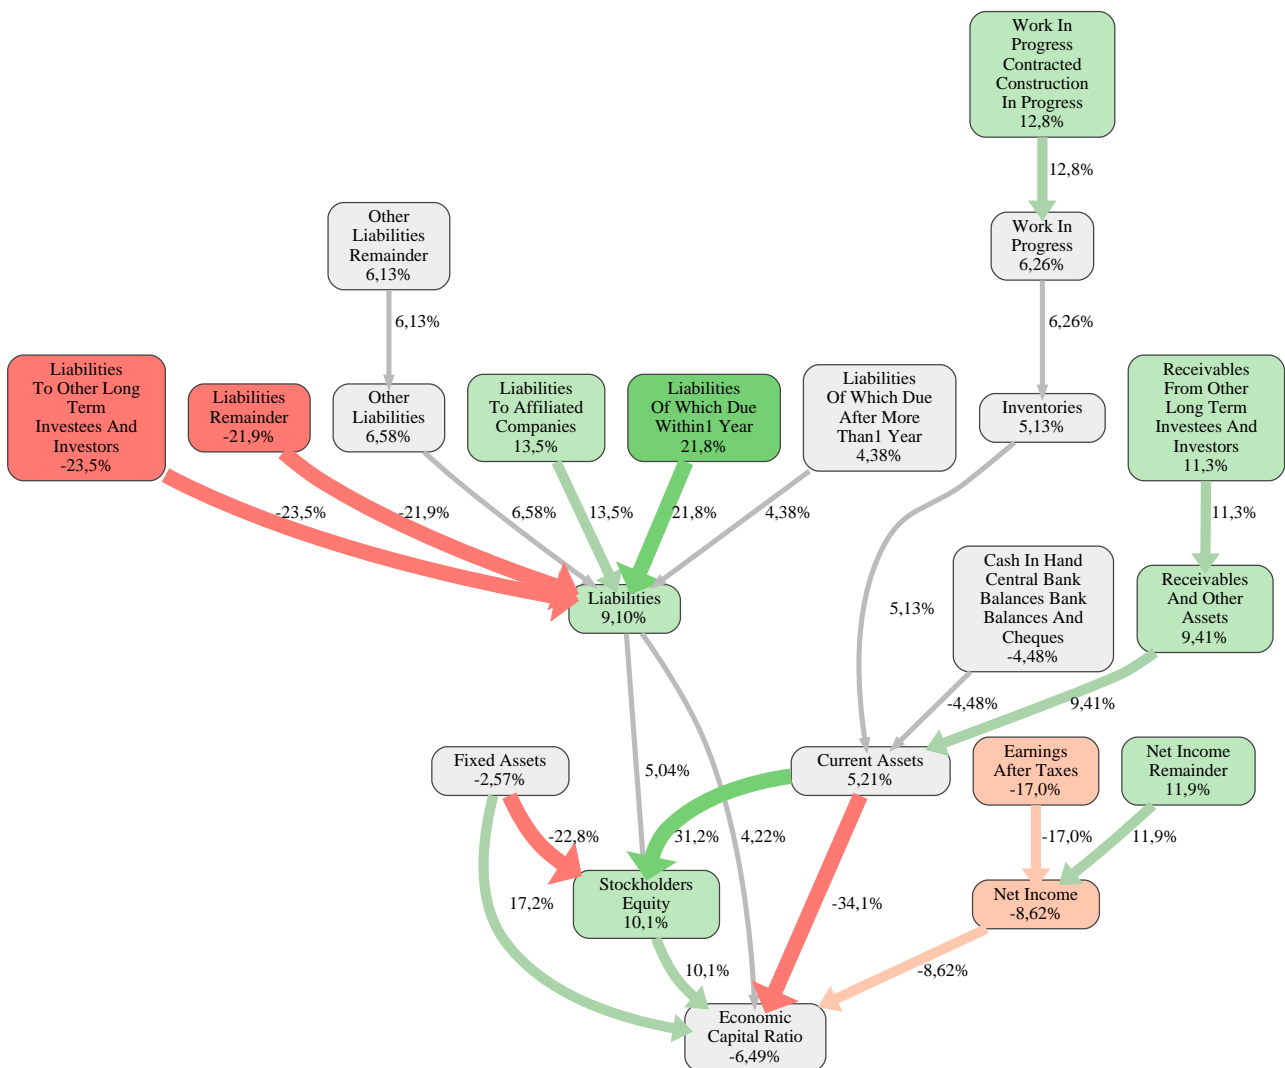 Work In
Progress
Contracted
Construction
In Progress
12,8%
12,8%
Other
Liabilities
Remainder
6,13%
Work In
Progress
6,26%
6,13%
6,26%
Liabilities
To Other Long
Term
Investees And
Investors
-23,5%
Liabilities
Remainder
-21,9%
Other
Liabilities
6,58%
Liabilities
To Affiliated
Companies
13,5%
Liabilities
Of Which Due
Within1 Year
21,8%
Liabilities
Of Which Due
After More
Than1 Year
4,38%
Inventories
5,13%
Receivables
From Other
Long Term
Investees And
Investors
11,3%
-23,5%
-21,9%
6,58%
13,5%
21,8%
4,38%
11,3%
Liabilities
9,10%
5,13%
Cash In Hand
Central Bank
Balances Bank
Balances And
Cheques
-4,48%
Receivables
And Other
Assets
9,41%
-4,48%
9,41%
Fixed Assets
-2,57%
5,04%
Current Assets
5,21%
Earnings
After Taxes
-17,0%
Net Income
Remainder
11,9%
-22,8%
31,2%
4,22%
-17,0%
11,9%
17,2%
Stockholders
Equity
10,1%
-34,1%
Net Income
-8,62%
10,1%
-8,62%
Economic
Capital Ratio
-6,49%